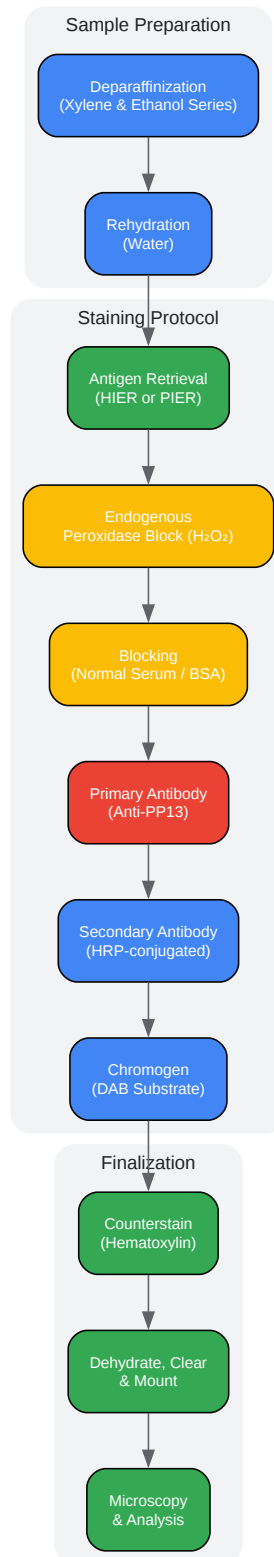 Sample Preparation
Deparaffinization
(Xylene & Ethanol Series)
Rehydration
(Water)
Staining Protocol
Antigen Retrieval
(HIER or PIER)
Endogenous
Peroxidase Block (H₂O₂)
Blocking
(Normal Serum / BSA)
Primary Antibody
(Anti-PP13)
Secondary Antibody
(HRP-conjugated)
Chromogen
(DAB Substrate)
Finalization
Counterstain
(Hematoxylin)
Dehydrate, Clear
& Mount
Microscopy
& Analysis